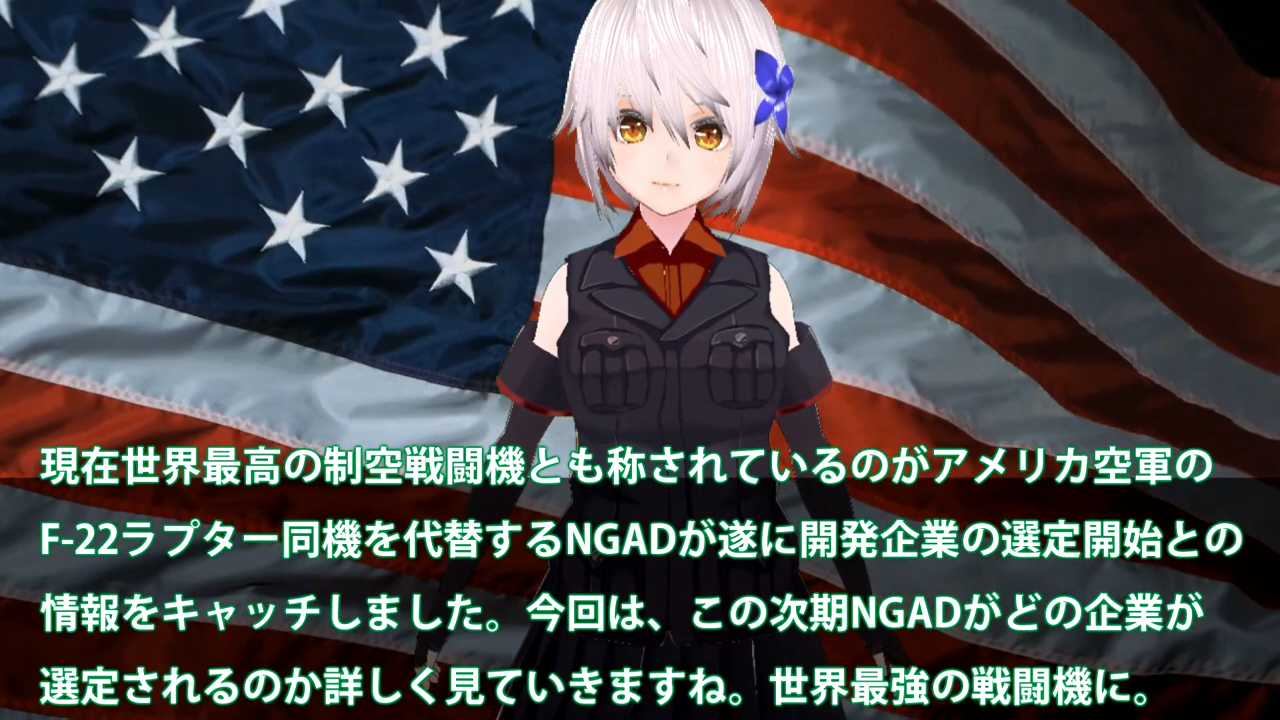 現在世界最高の制空戦闘機とも称されているのがアメリカ空軍の
F-22ラプター同機を代替するNGADが遂に開発企業の選定開始との
情報をキャッチしました。今回は、この次期NGADがどの企業が
選定されるのか詳しく見ていきますね。世界最強の戦闘機に。